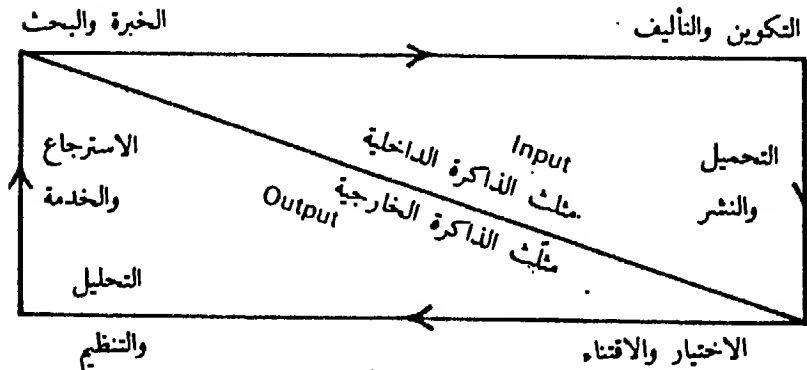 الخبرة والبحث
التكوين والتأليف
Input
مثلث الذاكرة الداخلية
التحميل
والنشر
الاسترجاع
والخدمة
Output
مثلّث الذاكرة الخارجية
التحليل
والتنظيم
الاختيار والاقتناء